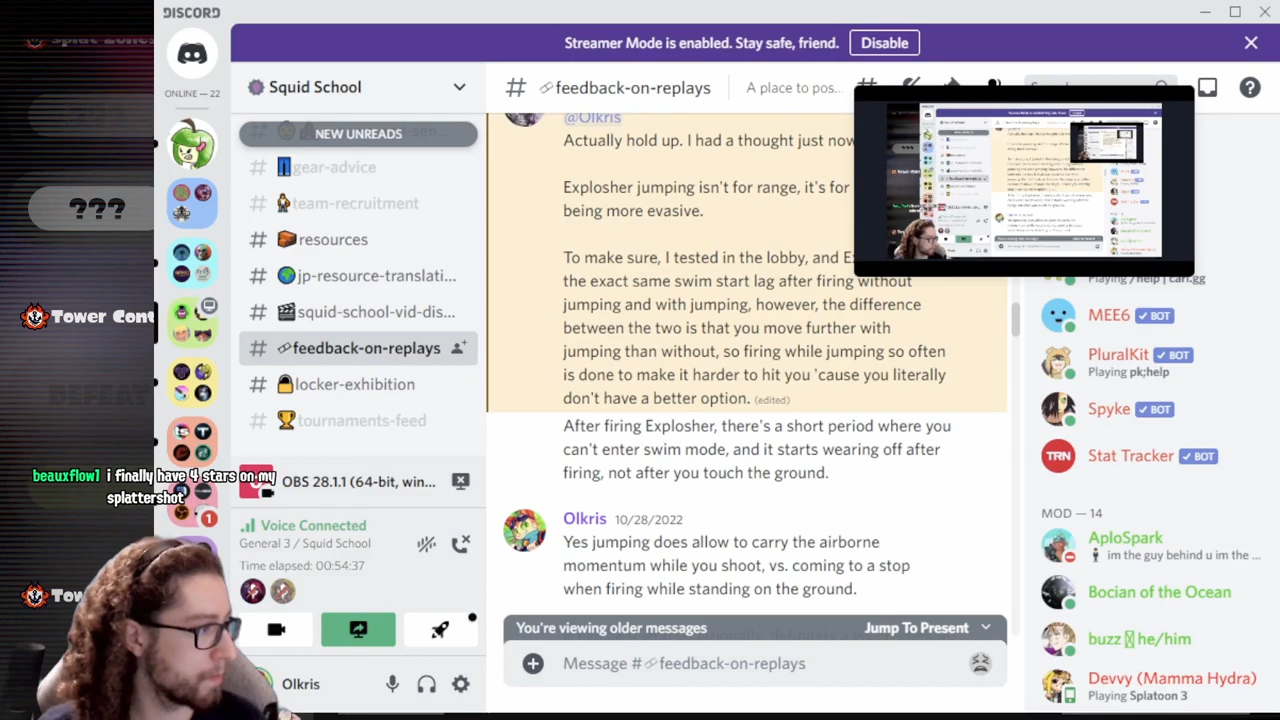 DISCORD
Streamer Mode is enabled. Stay safe, friend.
Disable
ONLINE — 22
Squid School
feedback-on-replays
A place to pos...
NEW UNREADS
resources
jp-resource-translati...
squid-school-vid-dis...
feedback-on-replays
locker-exhibition
tournaments-feed
OBS 28.1.1 (64-bit, win...
Voice Connected
General 3 / Squid School
Time elapsed: 00:54:37
Olkris
???
Tower Cont
DEFEAT
beauxflow1 i finally have 4 stars on my
splattershot
Tow
1
@Olkris
Actually hold up. I had a thought just now
Explosher jumping isn't for range, it's for
being more evasive.
To make sure, I tested in the lobby, and E
the exact same swim start lag after firing without
jumping and with jumping, however, the difference
between the two is that you move further with
jumping than without, so firing while jumping so often
is done to make it harder to hit you 'cause you literally
don't have a better option. (edited)
After firing Explosher, there's a short period where you
can't enter swim mode, and it starts wearing off after
firing, not after you touch the ground.
Olkris 10/28/2022
Yes jumping does allow to carry the airborne
momentum while you shoot, vs. coming to a stop
when firing while standing on the ground.
You're viewing older messages
Jump To Present
Message #feedback-on-replays
Playing /help | carl.gg
MEE6 BOT
PluralKit BOT
Playing pk;help
Spyke BOT
TRN
Stat Tracker BOT
MOD — 14
AploSpark
im the guy behind u im the ...
Bocian of the Ocean
buzz he/him
Devvy (Mamma Hydra)
Playing Splatoon 3